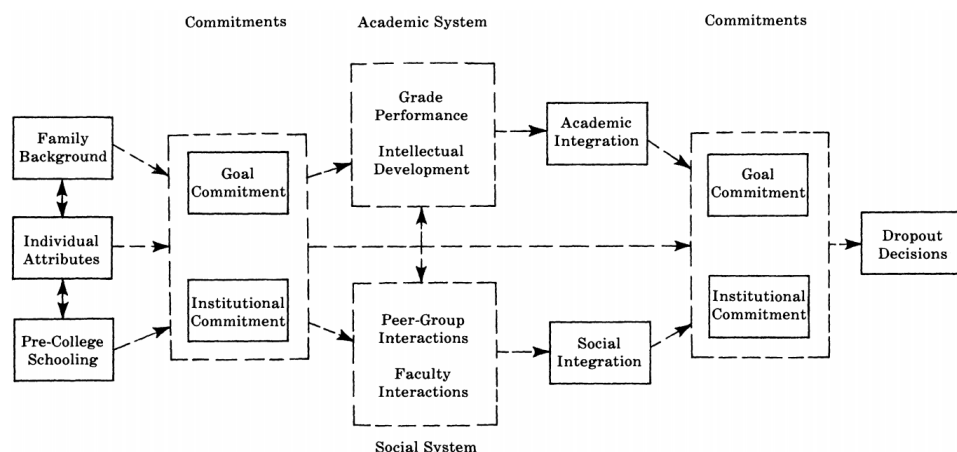 Commitments
Academic System
Commitments
Family
Background
Individual
Attributes
Pre-College
Schooling
Goal
Commitment
Institutional
Commitment
Grade
Performance
Intellectual
Development
Peer-Group
Interactions
Faculty
Interactions
Social System
Academic
Integration
Social
Integration
Goal
Commitment
Institutional
Commitment
Dropout
Decisions